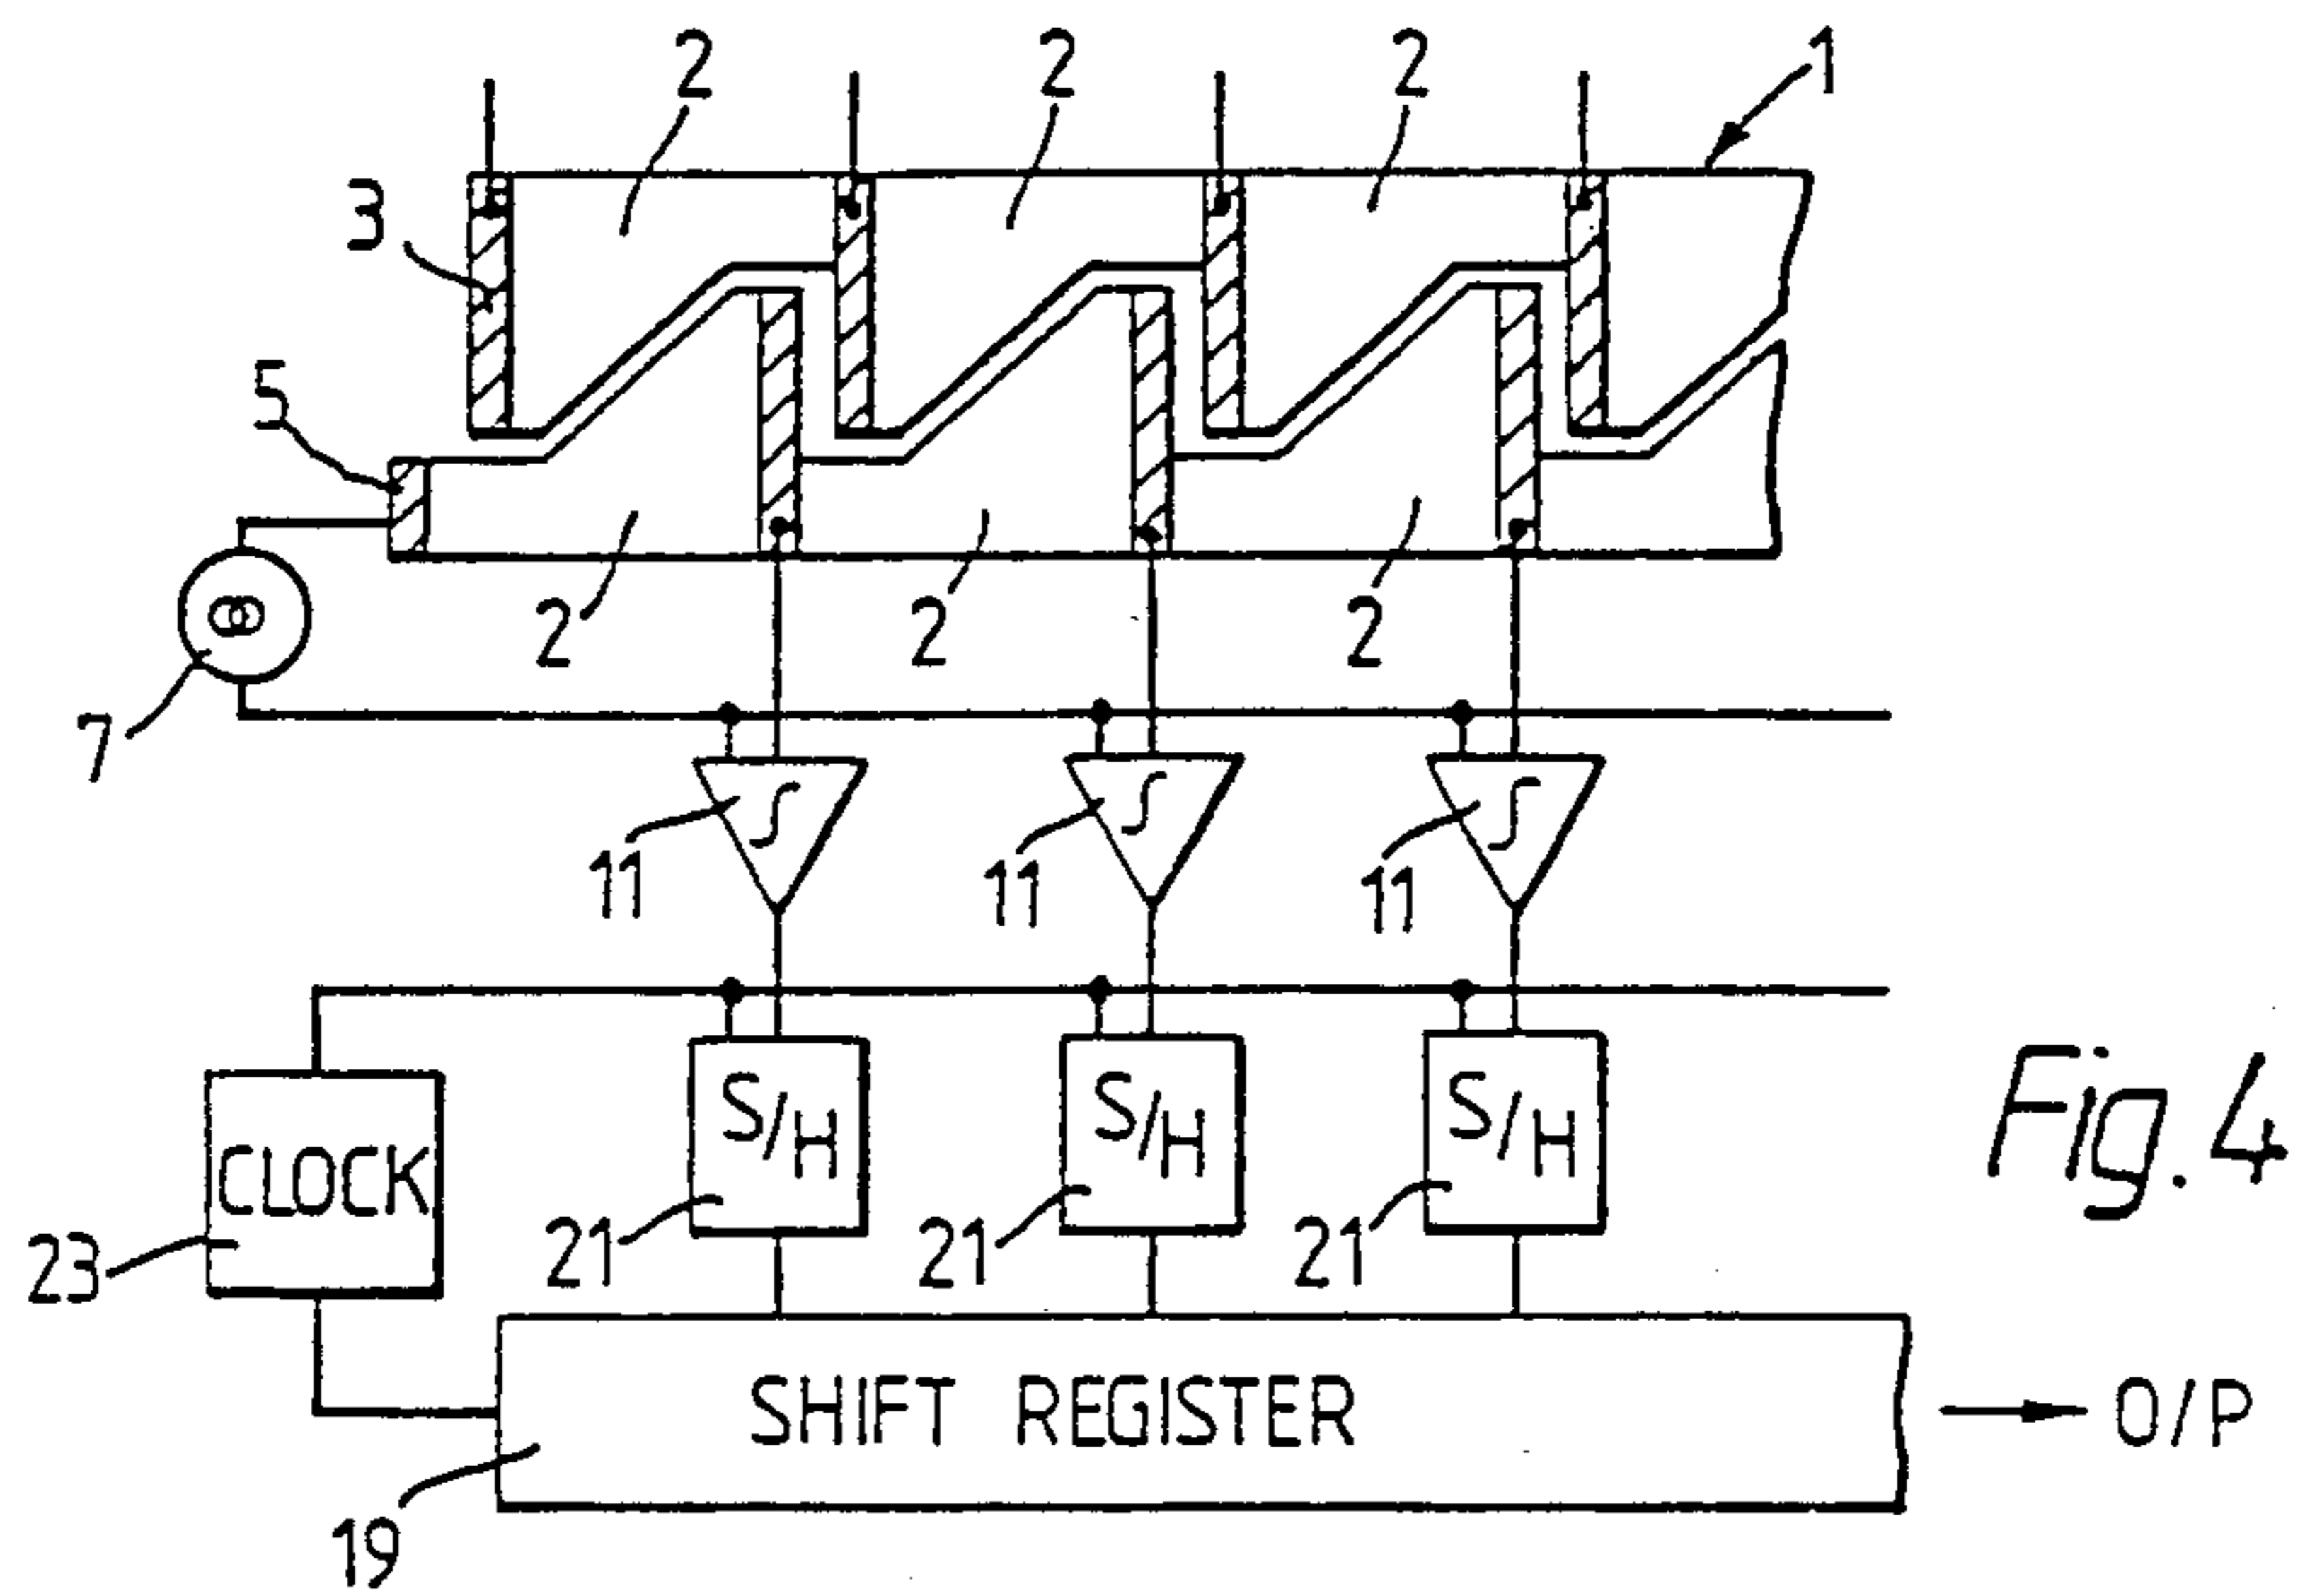 2 2 2 1
3
5
2 2 2
7
∫ ∫ ∫
11 11 11
S/H S/H S/H
CLOCK
21 21 21
23
SHIFT REGISTER → O/P
19
Fig. 4